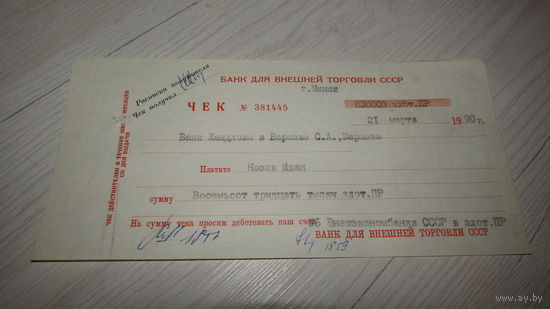 БАНК ДЛЯ ВНЕШНЕЙ ТОРГОВЛИ СССР
г.Минск
Расписка получателя
Чек получил
ЧЕК № 381445
830000 злот.ПР
21 марта 1990 г.
Банк Хандловы в Варшаве С.А.,Варшава
Платите Новик Иван
сумму Восемьсот тридцать тысяч злот.ПР
На сумму чека просим дебетовать наш счет
Внешэкономбанка СССР в злот.ПР
БАНК ДЛЯ ВНЕШНЕЙ ТОРГОВЛИ СССР
1859
ЧЕК ДЕЙСТВИТЕЛЕН В ТЕЧЕНИЕ МЕСЯЦЕВ
СО ДНЯ ВЫДАЧИ
www.ay.by